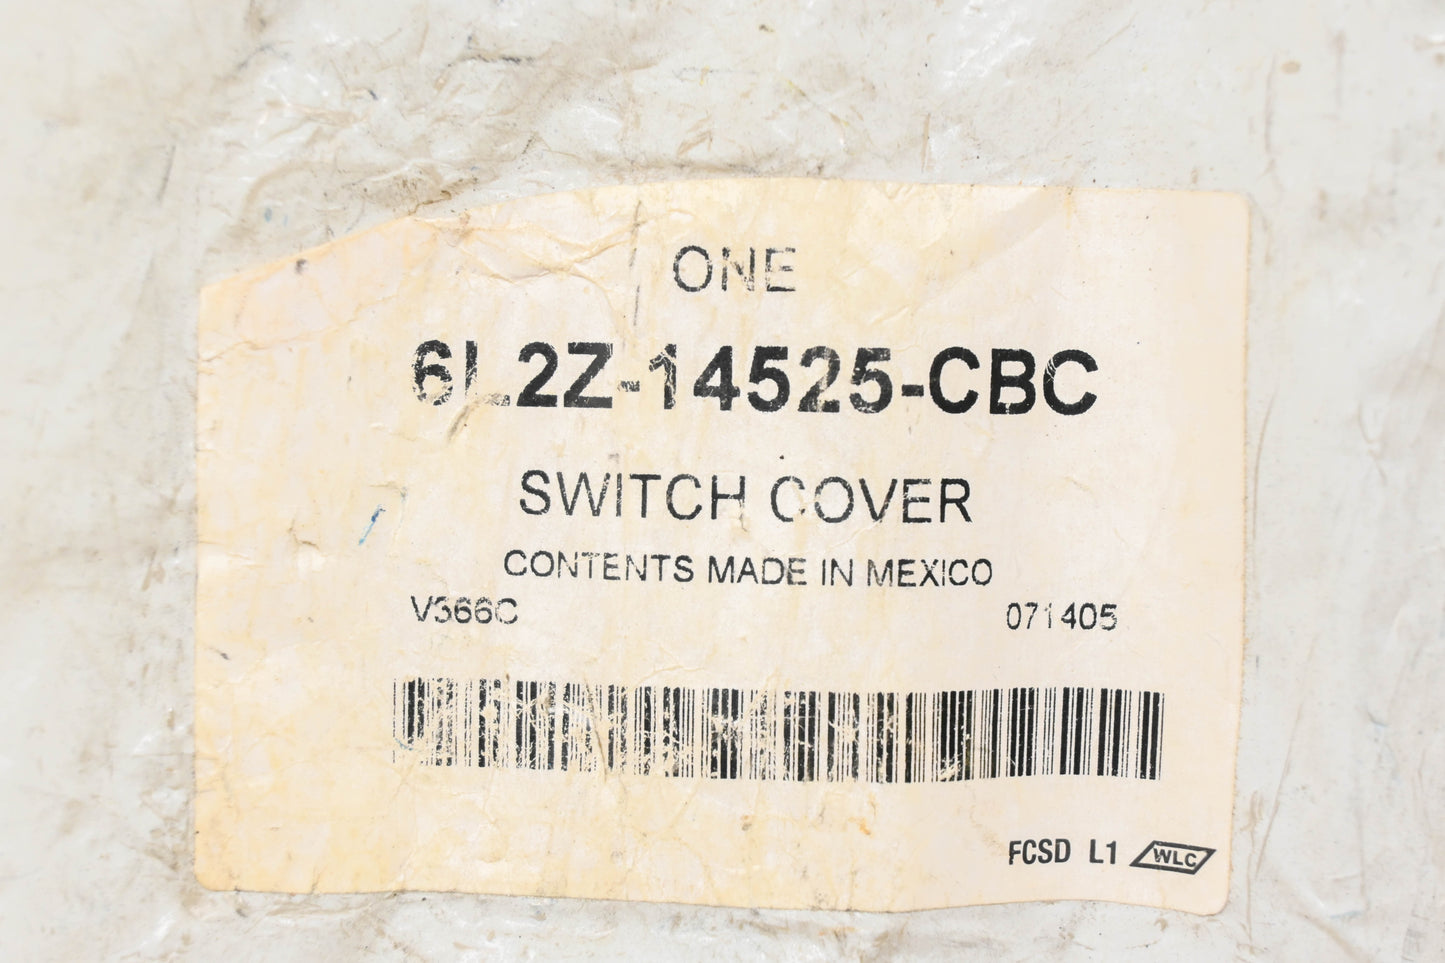 ONE
6L2Z-14525-CBC
SWITCH COVER
CONTENTS MADE IN MEXICO
V366C 071405
FCSD L1 WLC